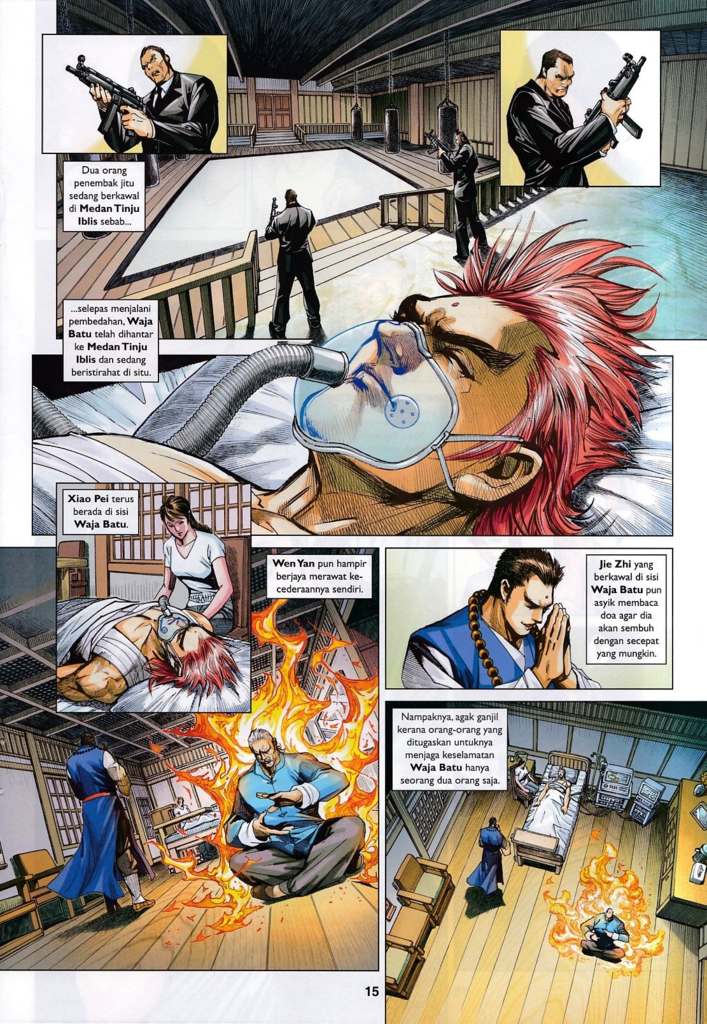 Dua orang
penembak jitu
sedang berkawal
di Medan Tinju
Iblis sebab...
...selepas menjalani
pembedahan, Waja
Batu telah dihantar
ke Medan Tinju
Iblis dan sedang
beristirahat di situ.
Xiao Pei terus
berada di sisi
Waja Batu.
Wen Yan pun hampir
berjaya merawat ke-
cederaannya sendiri.
Jie Zhi yang
berkawal di sisi
Waja Batu pun
asyik membaca
doa agar dia
akan sembuh
dengan secepat
yang mungkin.
Nampaknya, agak ganjil
kerana orang-orang yang
ditugaskan untuknya
menjaga keselamatan
Waja Batu hanya
seorang dua orang saja.
15